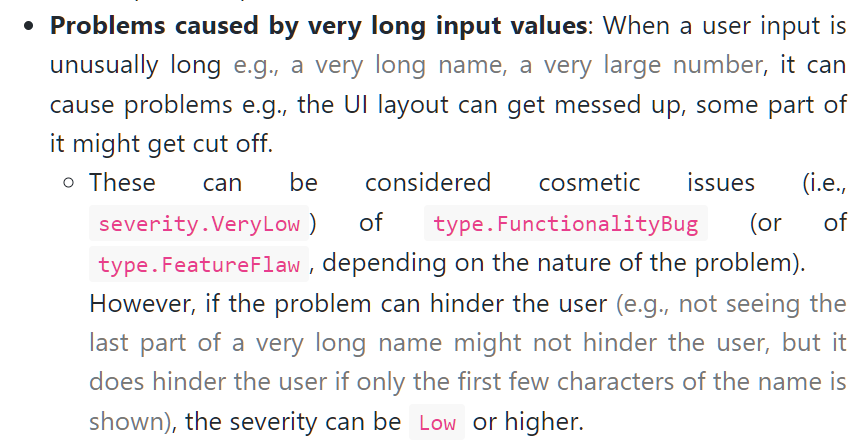 • Problems caused by very long input values: When a user input is
unusually long e.g., a very long name, a very large number, it can
cause problems e.g., the UI layout can get messed up, some part of
it might get cut off.
○ These can be considered cosmetic issues (i.e.,
severity.VeryLow ) of type.FunctionalityBug (or of
type.FeatureFlaw , depending on the nature of the problem).
However, if the problem can hinder the user (e.g., not seeing the
last part of a very long name might not hinder the user, but it
does hinder the user if only the first few characters of the name is
shown), the severity can be Low or higher.